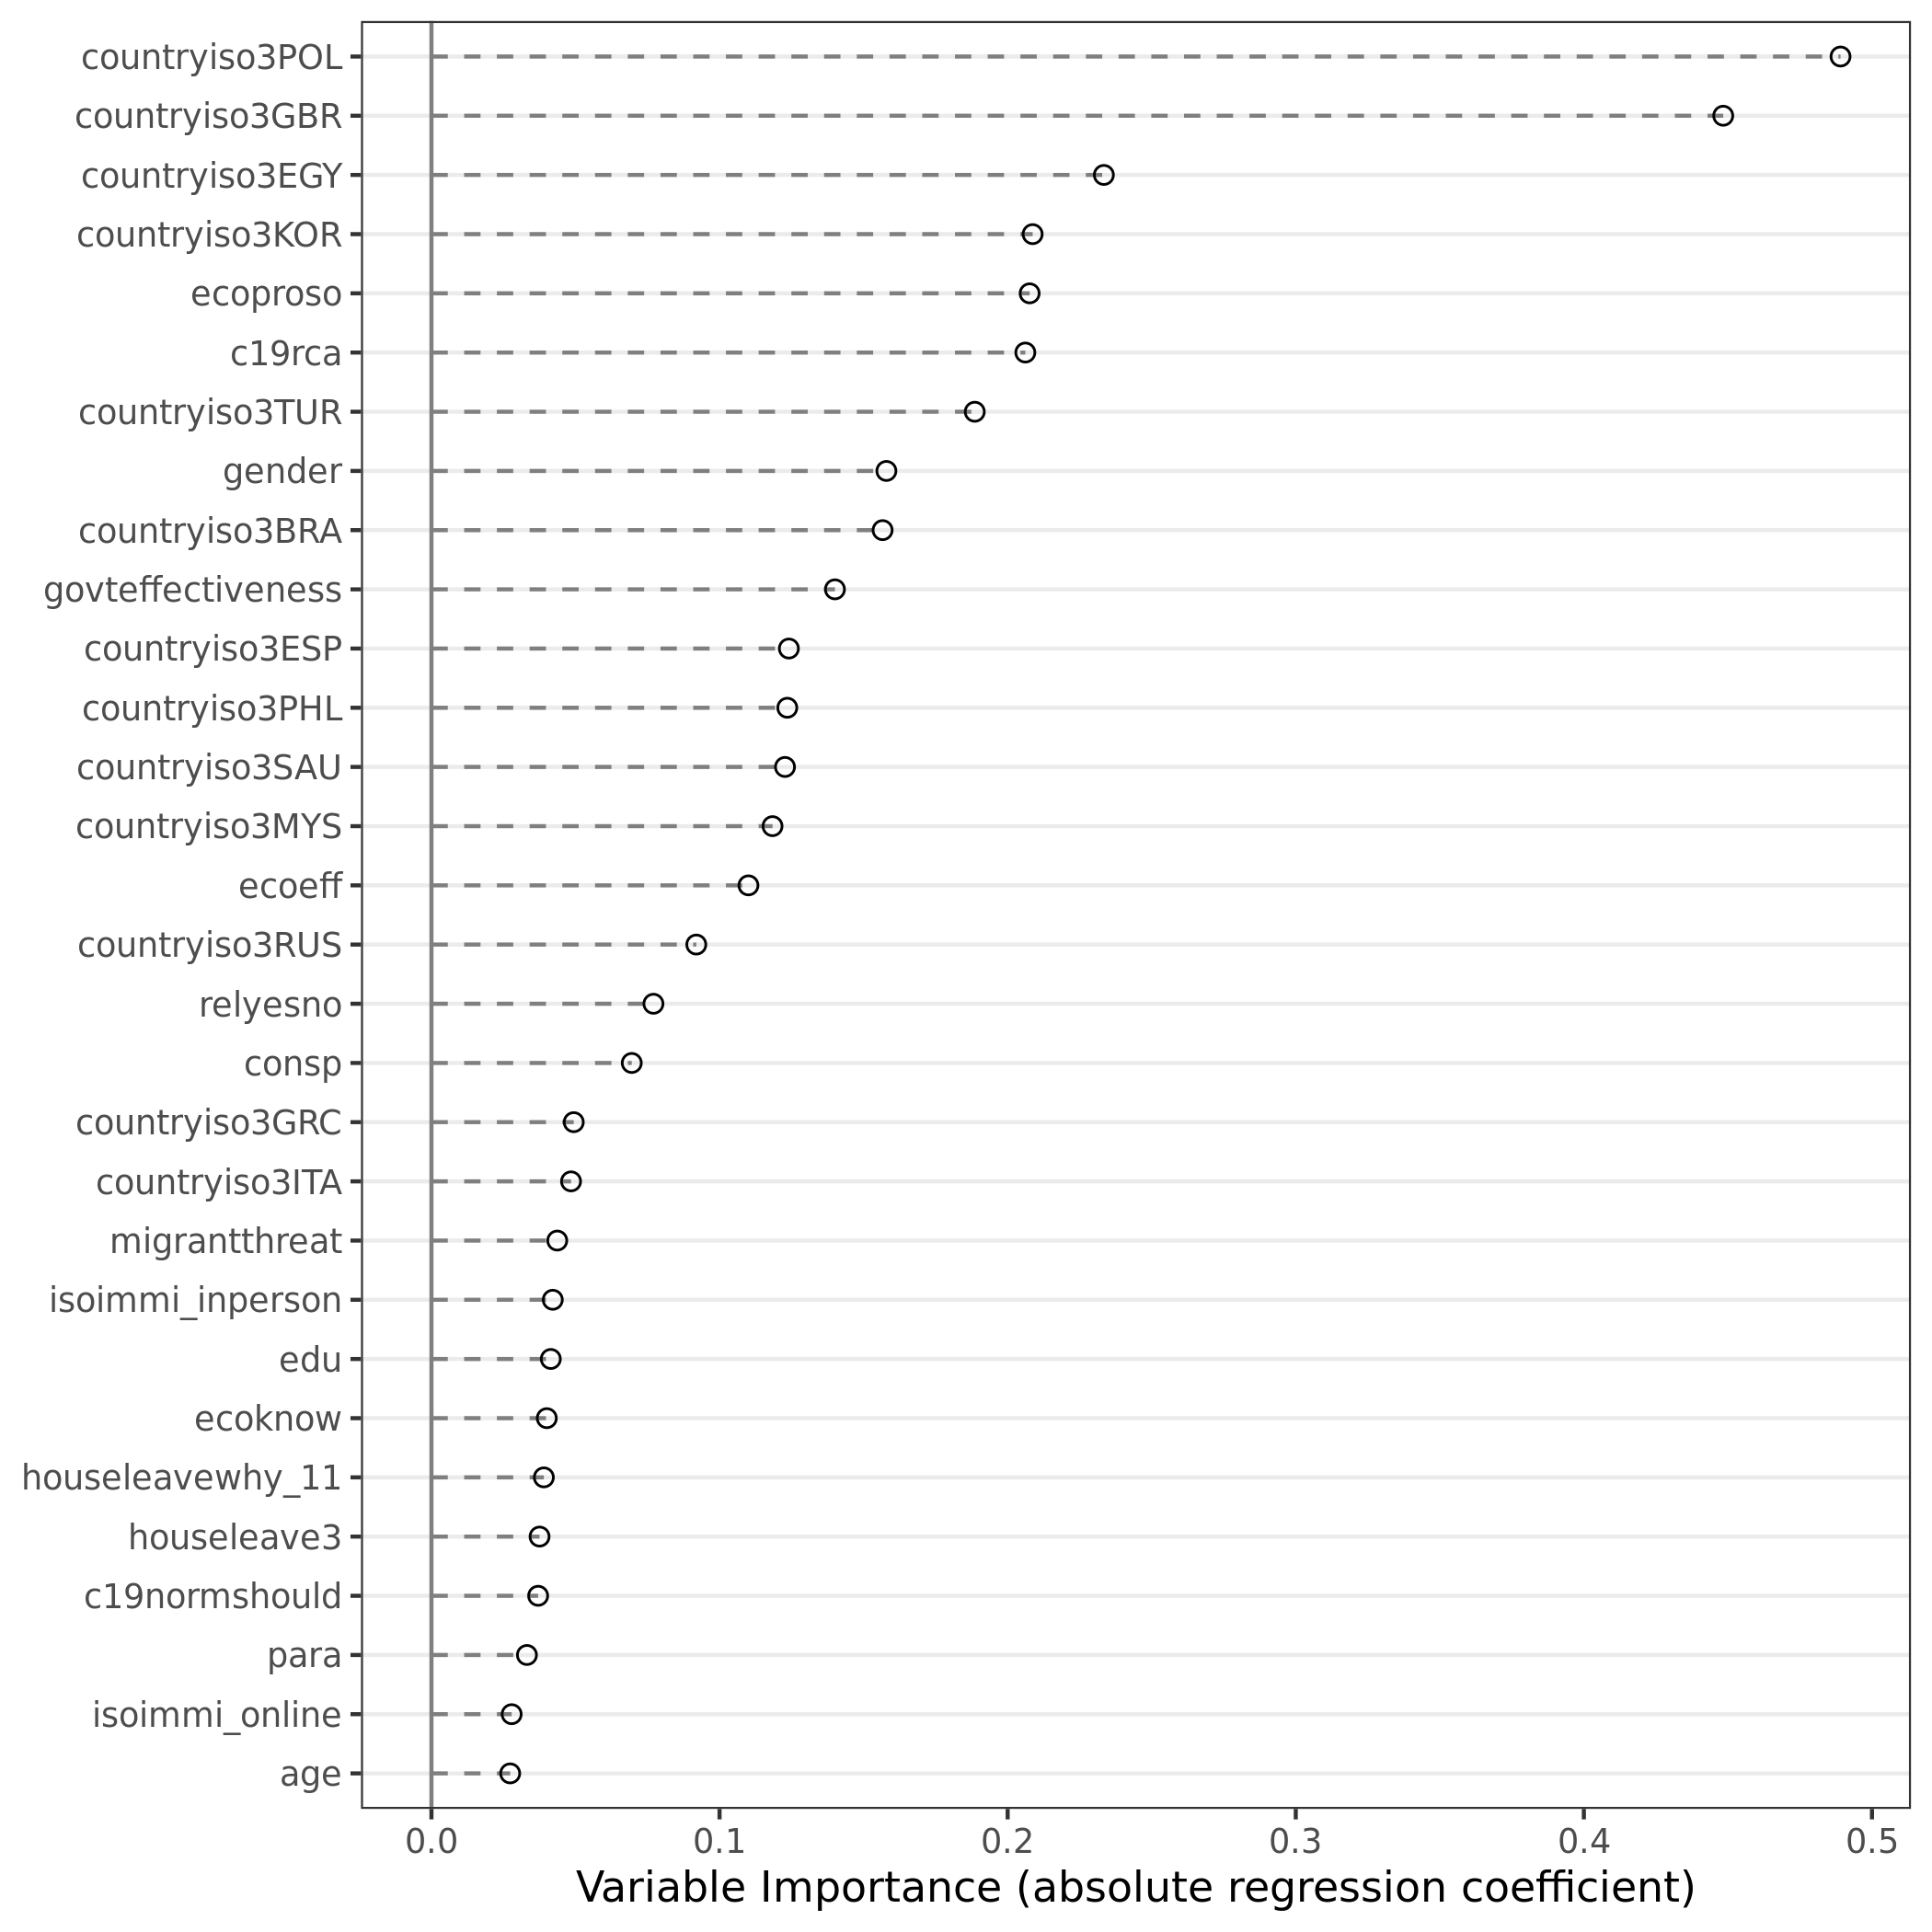 countryiso3POL
countryiso3GBR
countryiso3EGY
countryiso3KOR
ecoproso
c19rca
countryiso3TUR
gender
countryiso3BRA
govteffectiveness
countryiso3ESP
countryiso3PHL
countryiso3SAU
countryiso3MYS
ecoeff
countryiso3RUS
relyesno
consp
countryiso3GRC
countryiso3ITA
migrantthreat
isoimmi_inperson
edu
ecoknow
houseleavewhy_11
houseleave3
c19normshould
para
isoimmi_online
age
0.0 0.1 0.2 0.3 0.4 0.5
Variable Importance (absolute regression coefficient)